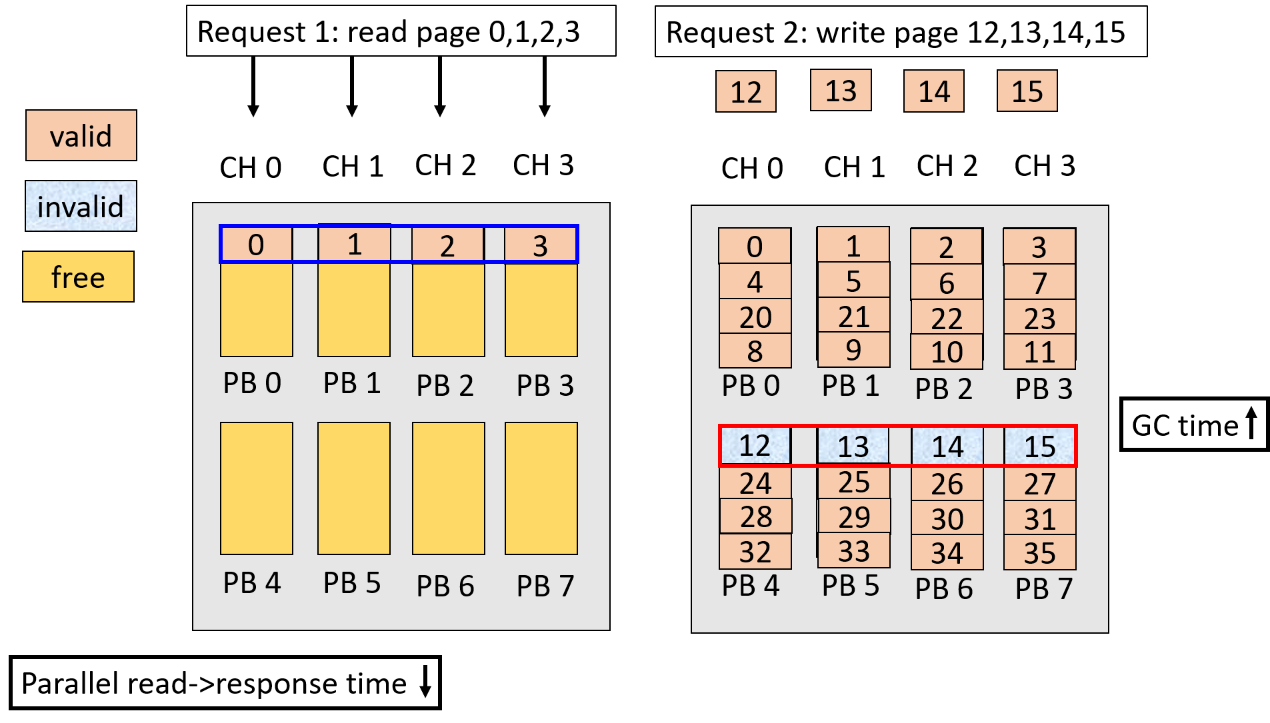 Request 1: read page 0,1,2,3
Request 2: write page 12,13,14,15
12 13 14 15
valid
invalid
free
CH 0 CH 1 CH 2 CH 3
0 1 2 3
PB 0 PB 1 PB 2 PB 3
PB 4 PB 5 PB 6 PB 7
CH 0 CH 1 CH 2 CH 3
0 1 2 3
4 5 6 7
20 21 22 23
8 9 10 11
PB 0 PB 1 PB 2 PB 3
12 13 14 15
24 25 26 27
28 29 30 31
32 33 34 35
PB 4 PB 5 PB 6 PB 7
GC time
Parallel read->response time